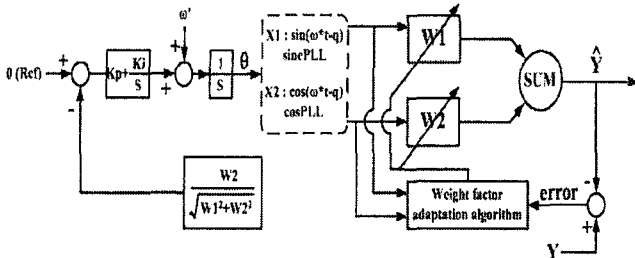 ω'
0 (Ref)
+
-
Kp+ Ki
S
+
+
1
S
θ
X1 : sin(ω*t-q)
sinePLL
X2 : cos(ω*t-q)
cosPLL
W1
W2
SUM
Ŷ
W2
√W1²+W2²
Weight factor
adaptation algorithm
error
-
+
Y